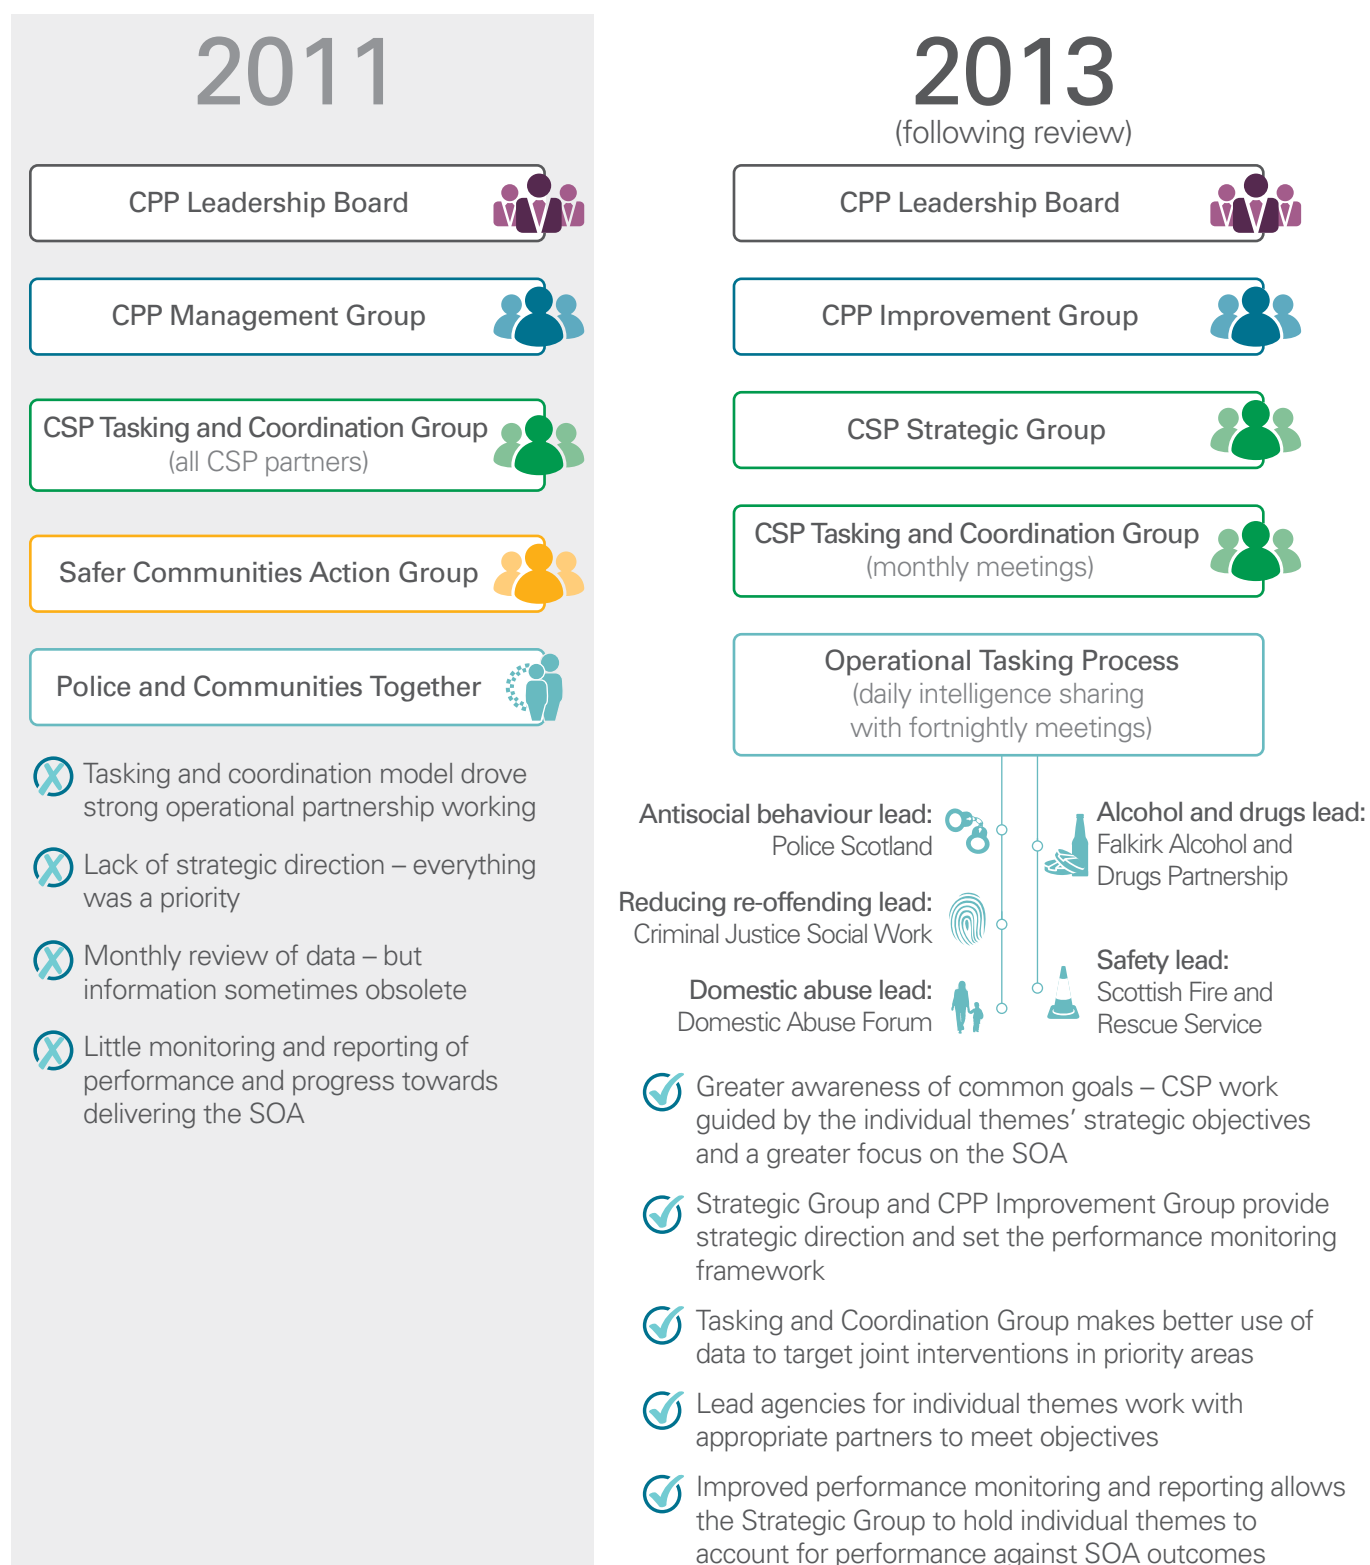 2011
CPP Leadership Board
CPP Management Group
CSP Tasking and Coordination Group
(all CSP partners)
Safer Communities Action Group
Police and Communities Together
Tasking and coordination model drove
strong operational partnership working
Lack of strategic direction – everything
was a priority
Monthly review of data – but
information sometimes obsolete
Little monitoring and reporting of
performance and progress towards
delivering the SOA
2013
(following review)
CPP Leadership Board
CPP Improvement Group
CSP Strategic Group
CSP Tasking and Coordination Group
(monthly meetings)
Operational Tasking Process
(daily intelligence sharing
with fortnightly meetings)
Antisocial behaviour lead:
Police Scotland
Reducing re-offending lead:
Criminal Justice Social Work
Domestic abuse lead:
Domestic Abuse Forum
Alcohol and drugs lead:
Falkirk Alcohol and
Drugs Partnership
Safety lead:
Scottish Fire and
Rescue Service
Greater awareness of common goals – CSP work
guided by the individual themes’ strategic objectives
and a greater focus on the SOA
Strategic Group and CPP Improvement Group provide
strategic direction and set the performance monitoring
framework
Tasking and Coordination Group makes better use of
data to target joint interventions in priority areas
Lead agencies for individual themes work with
appropriate partners to meet objectives
Improved performance monitoring and reporting allows
the Strategic Group to hold individual themes to
account for performance against SOA outcomes